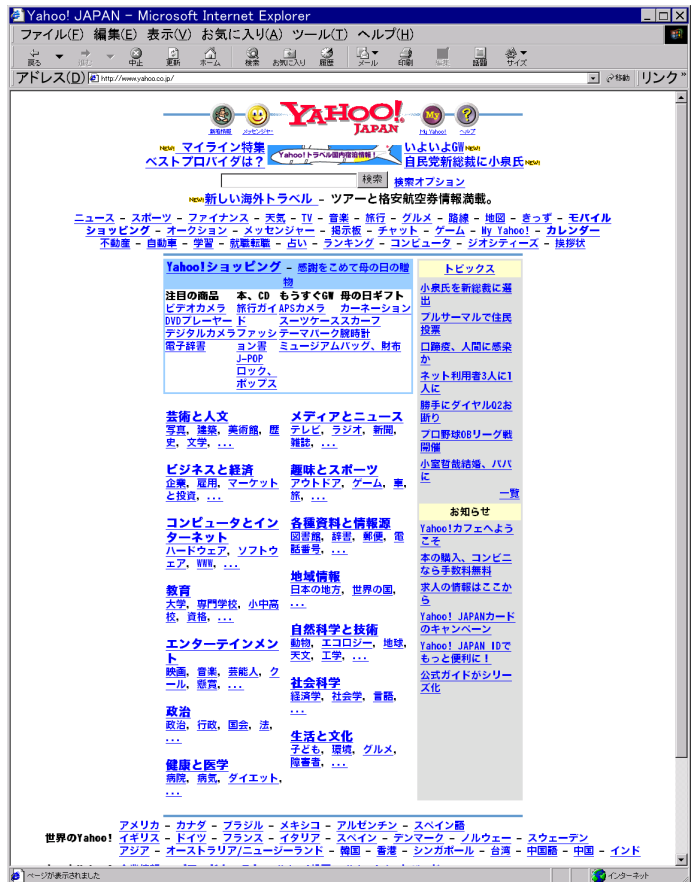 Yahoo! JAPAN - Microsoft Internet Explorer
ファイル(F) 編集(E) 表示(V) お気に入り(A) ツール(T) ヘルプ(H)
戻る 中止 更新 ホーム 検索 お気に入り 履歴 メール 印刷 編集 話題 サイズ
アドレス(D) http://www.yahoo.co.jp/ 移動 リンク »
YAHOO!
JAPAN
My
?
新着情報 メッセンジャー My Yahoo! ヘルプ
NEW! マイライン特集 Yahoo!トラベル国内宿泊情報! いよいよGW NEW!
ベストプロバイダは? 自民党新総裁に小泉氏 NEW!
検索 検索オプション
NEW! 新しい海外トラベル - ツアーと格安航空券情報満載。
ニュース - スポーツ - ファイナンス - 天気 - TV - 音楽 - 旅行 - グルメ - 路線 - 地図 - きっず - モバイル
ショッピング - オークション - メッセンジャー - 掲示板 - チャット - ゲーム - My Yahoo! - カレンダー
不動産 - 自動車 - 学習 - 就職転職 - 占い - ランキング - コンピュータ - ジオシティーズ - 挨拶状
Yahoo!ショッピング - 感謝をこめて母の日の贈
物
注目の商品 本、CD もうすぐGW 母の日ギフト
ビデオカメラ 旅行ガイ APSカメラ カーネーション
DVDプレーヤー ド スーツケース スカーフ
デジタルカメラ ファッシ テーマパーク 腕時計
電子辞書 ョン書 ミュージアム バッグ、財布
J-POP
ロック、
ポップス
芸術と人文
写真, 建築, 美術館, 歴
史, 文学, ...
メディアとニュース
テレビ, ラジオ, 新聞,
雑誌, ...
ビジネスと経済
企業, 雇用, マーケット
と投資, ...
趣味とスポーツ
アウトドア, ゲーム, 車,
旅, ...
コンピュータとイン
ターネット
ハードウェア, ソフトウ
ェア, WWW, ...
各種資料と情報源
図書館, 辞書, 郵便, 電
話番号, ...
教育
大学, 専門学校, 小中高
校, 資格, ...
地域情報
日本の地方, 世界の国,
...
エンターテインメン
ト
映画, 音楽, 芸能人, ク
ール, 懸賞, ...
自然科学と技術
動物, エコロジー, 地球,
天文, 工学, ...
政治
政治, 行政, 国会, 法,
...
社会科学
経済学, 社会学, 言語,
...
健康と医学
病院, 病気, ダイエット,
...
生活と文化
子ども, 環境, グルメ,
障害者, ...
トピックス
小泉氏を新総裁に選
出
プルサーマルで住民
投票
口蹄疫、人間に感染
か
ネット利用者3人に1
人に
勝手にダイヤルQ2お
断り
プロ野球OBリーグ戦
開催
小室哲哉結婚、パパ
に
一覧
お知らせ
Yahoo!カフェへよう
こそ
本の購入、コンビニ
なら手数料無料
求人の情報はここか
ら
Yahoo! JAPANカード
のキャンペーン
Yahoo! JAPAN IDで
もっと便利に!
公式ガイドがシリー
ズ化
アメリカ - カナダ - ブラジル - メキシコ - アルゼンチン - スペイン語
世界のYahoo! イギリス - ドイツ - フランス - イタリア - スペイン - デンマーク - ノルウェー - スウェーデン
アジア - オーストラリア/ニュージーランド - 韓国 - 香港 - シンガポール - 台湾 - 中国語 - 中国 - インド
ページが表示されました インターネット